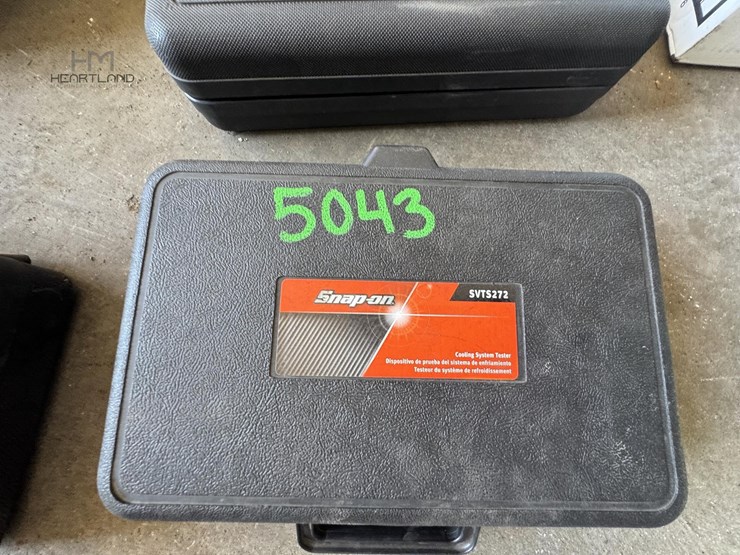 HM
HEARTLAND
5043
Snap-on
SVTS272
Cooling System Tester
Dispositivo de prueba del sistema de enfriamiento
Testeur du système de refroidissement